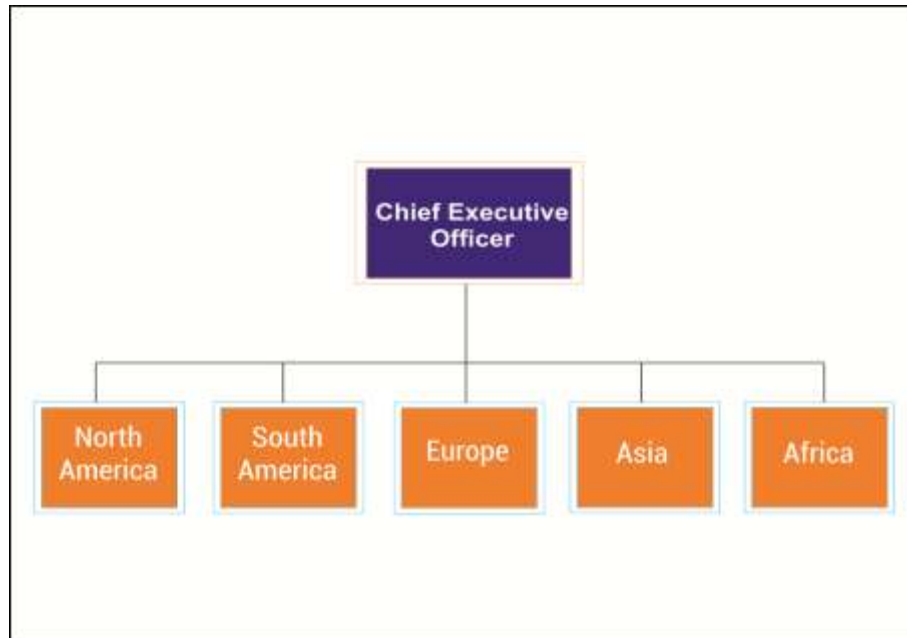 Chief Executive
Officer
North
America
South
America
Europe
Asia
Africa